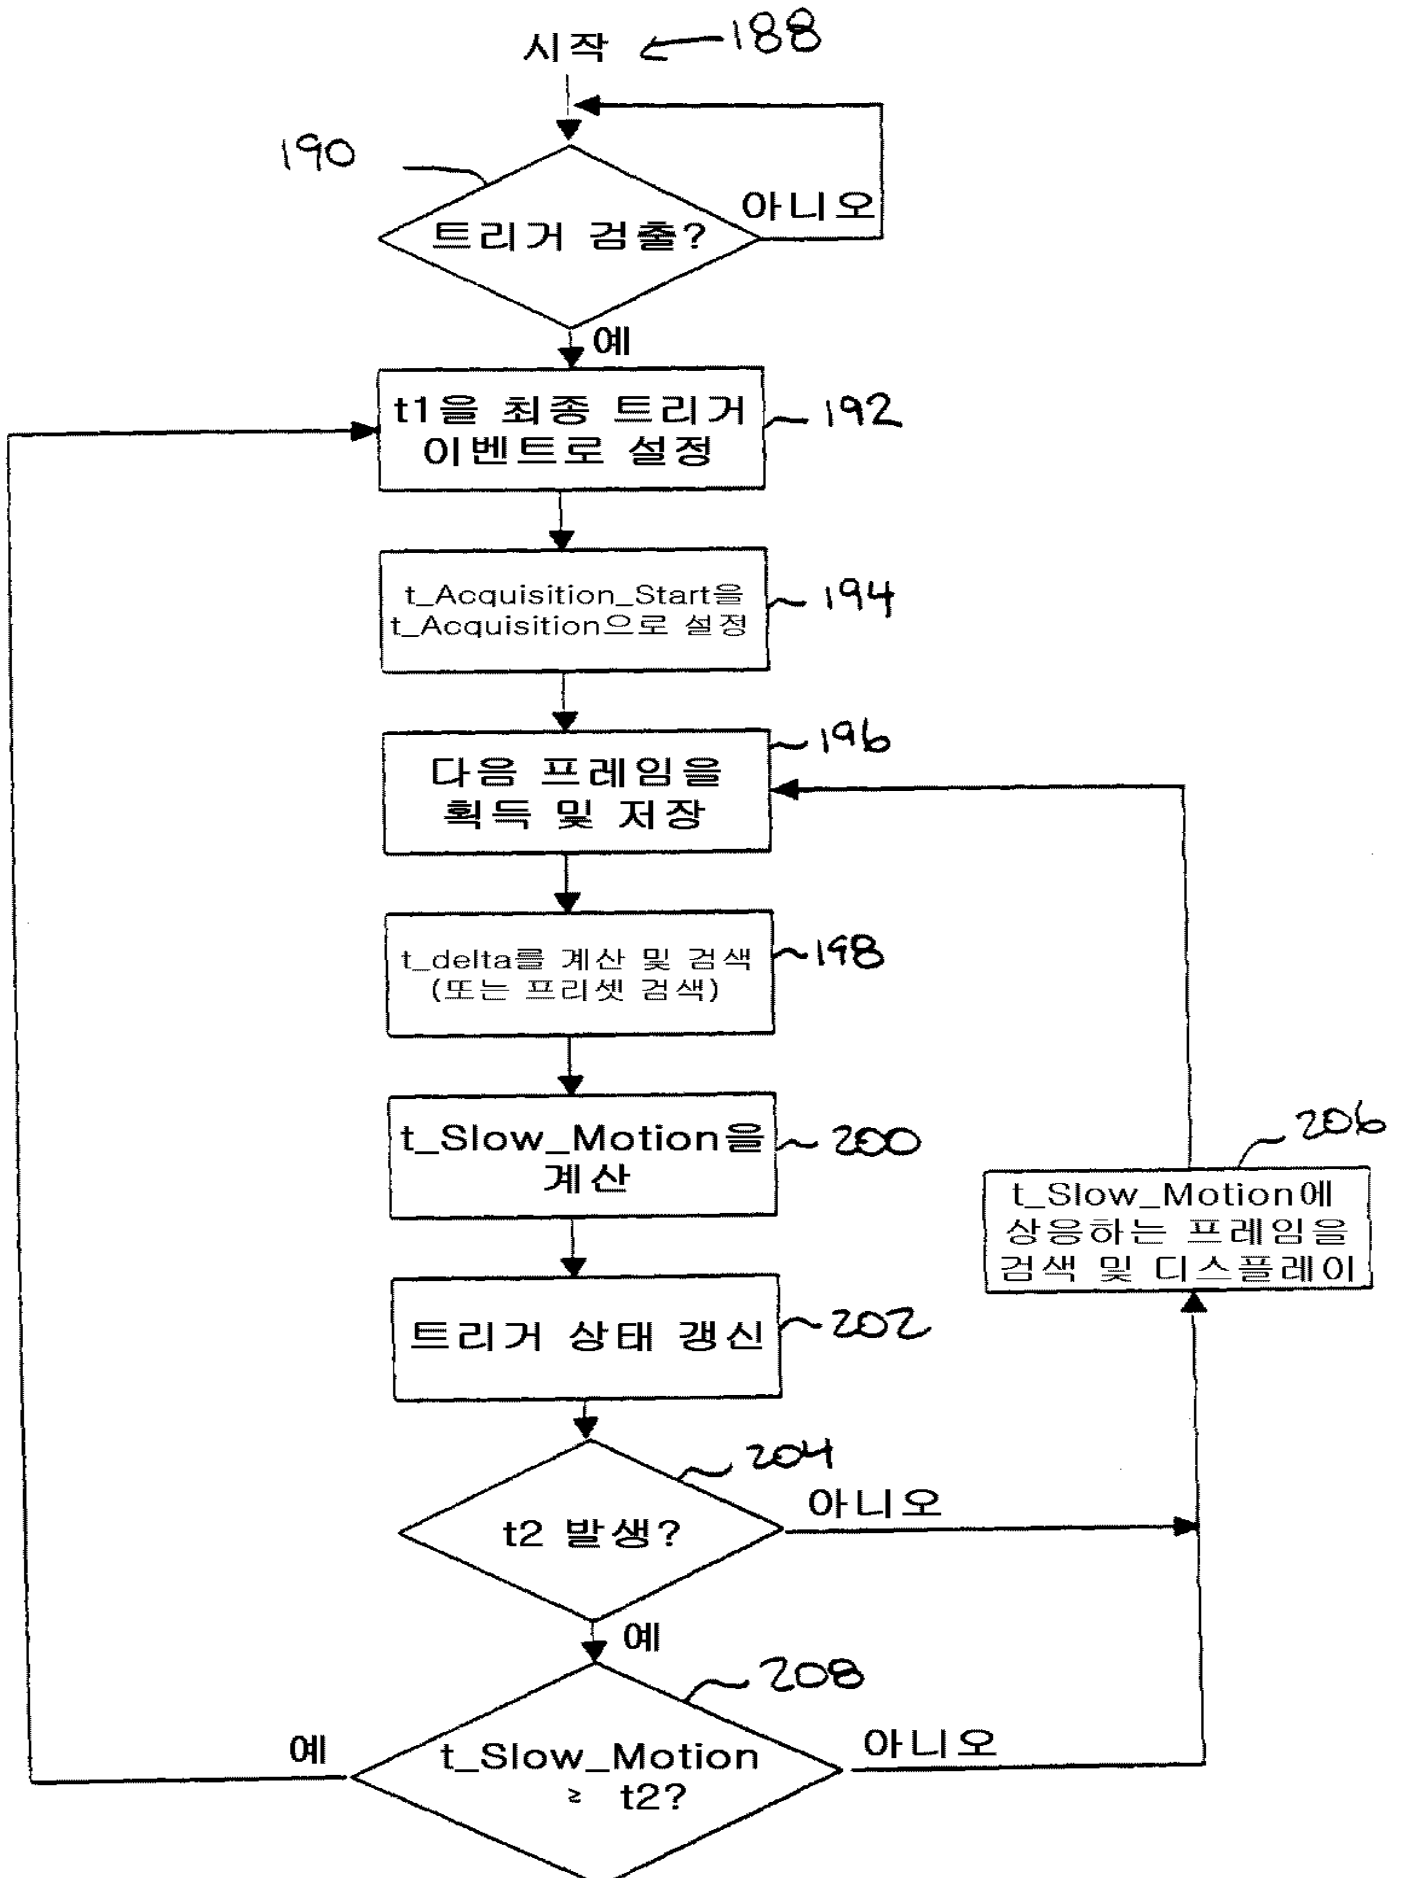 시작 188
190
아니오
트리거 검출?
예
t1을 최종 트리거
이벤트로 설정
192
t_Acquisition_Start을
t_Acquisition으로 설정
194
196
다음 프레임을
획득 및 저장
t_delta를 계산 및 검색
(또는 프리셋 검색)
198
t_Slow_Motion을
계산
200
206
t_Slow_Motion에
상응하는 프레임을
검색 및 디스플레이
트리거 상태 갱신
202
204
아니오
t2 발생?
예
208
예
t_Slow_Motion
≥ t2?
아니오